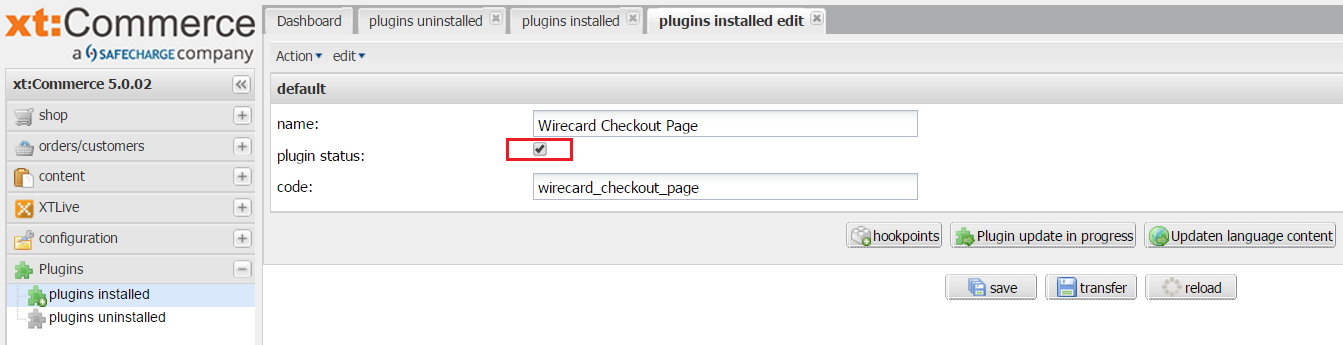 xt:Commerce
a SAFECHARGE company
Dashboard
plugins uninstalled
plugins installed
plugins installed edit
xt:Commerce 5.0.02
shop
orders/customers
content
XTLive
configuration
Plugins
plugins installed
plugins uninstalled
Action
edit
default
name:
Wirecard Checkout Page
plugin status:
code:
wirecard_checkout_page
hookpoints
Plugin update in progress
Updaten language content
save
transfer
reload